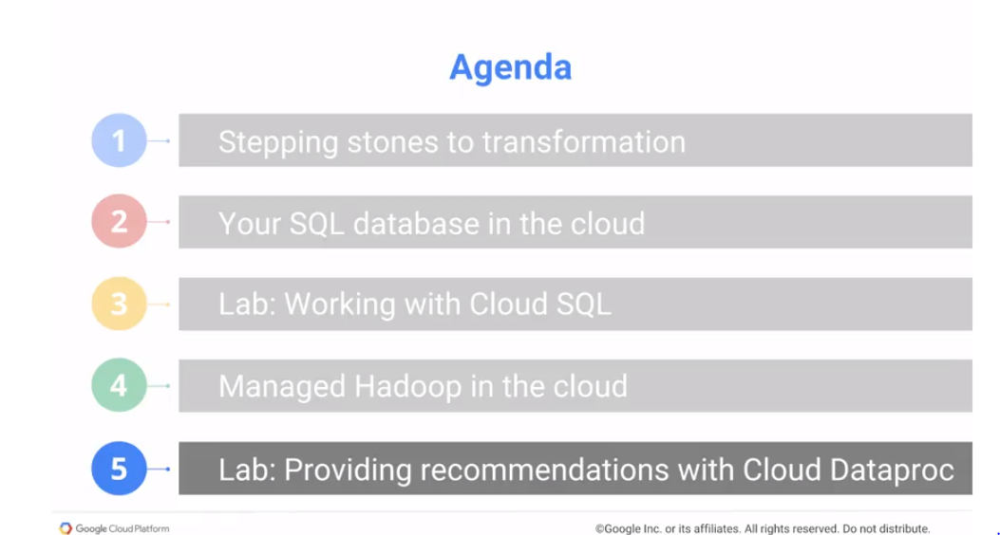 Agenda
1 Stepping stones to transformation
2 Your SQL database in the cloud
3 Lab: Working with Cloud SQL
4 Managed Hadoop in the cloud
5 Lab: Providing recommendations with Cloud Dataproc
Google Cloud Platform ©Google Inc. or its affiliates. All rights reserved. Do not distribute.